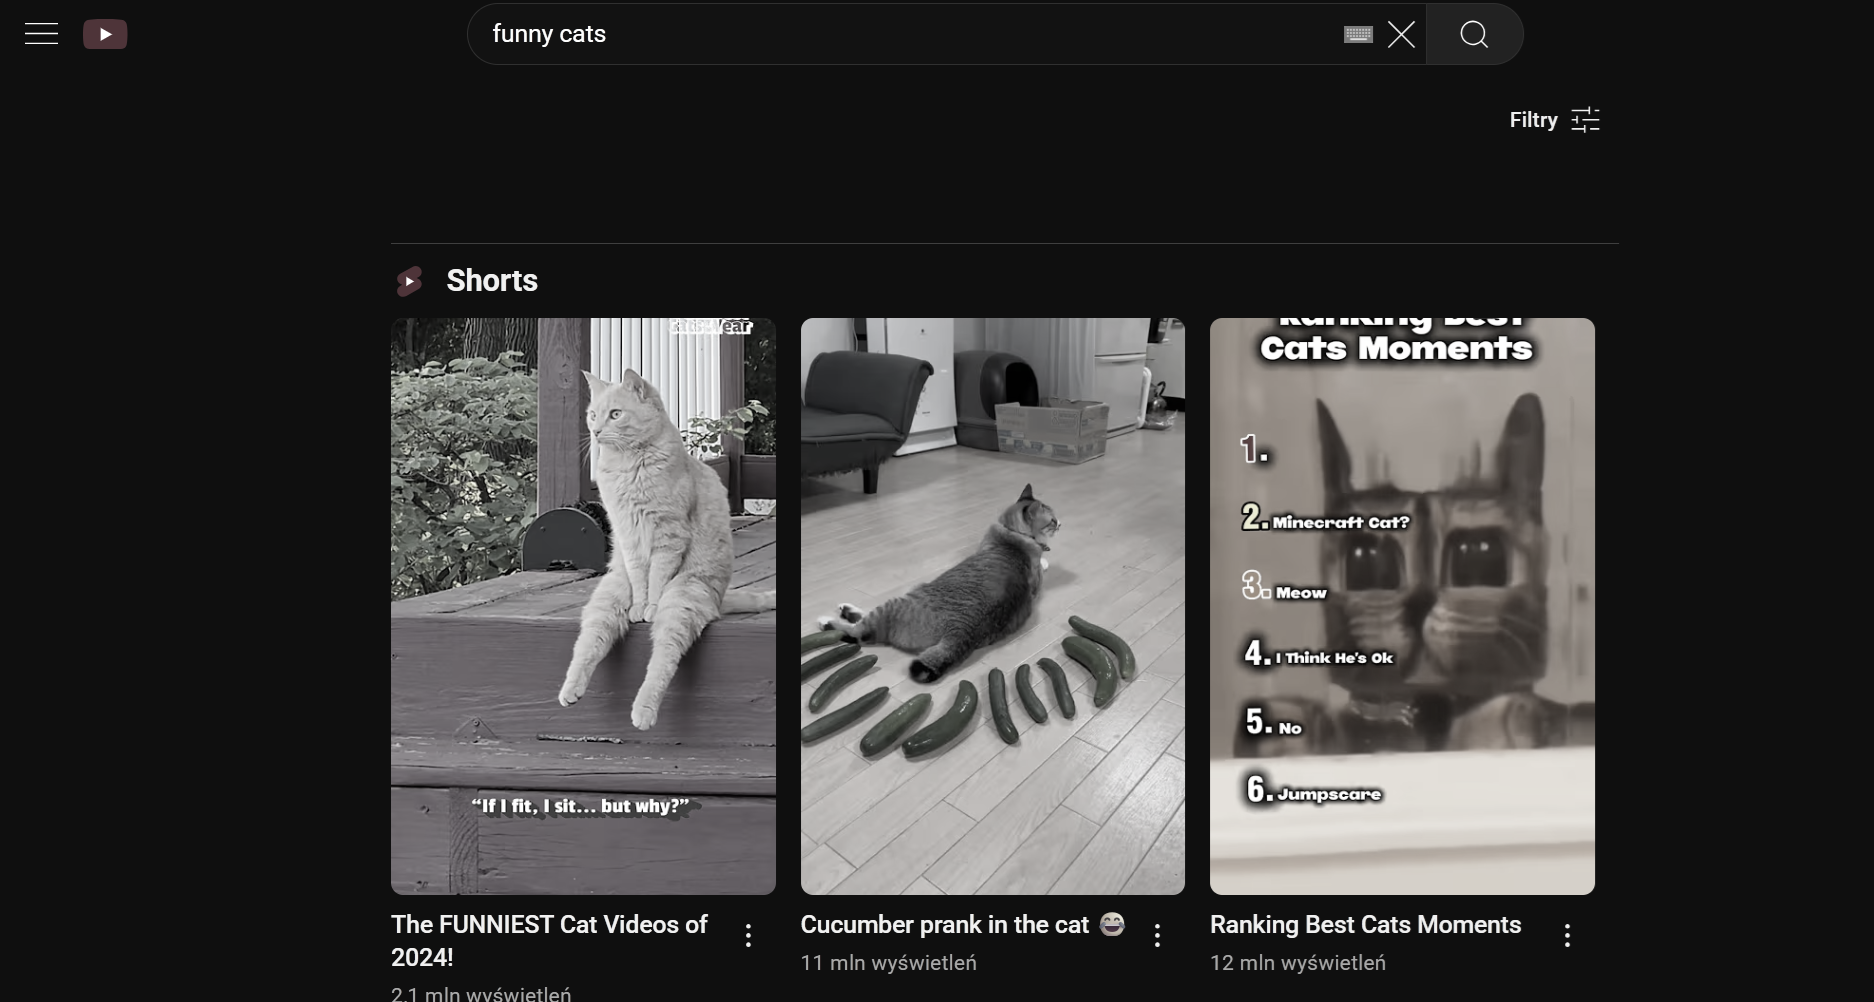 funny cats
Filtry
Shorts
"If I fit, I sit... but why?"
Ranking Best
Cats Moments
1.
2. Minecraft Cat?
3. Meow
4. I Think He's Ok
5. No
6. Jumpscare
The FUNNIEST Cat Videos of
2024!
2,1 mln wyświetleń
Cucumber prank in the cat 😂
11 mln wyświetleń
Ranking Best Cats Moments
12 mln wyświetleń